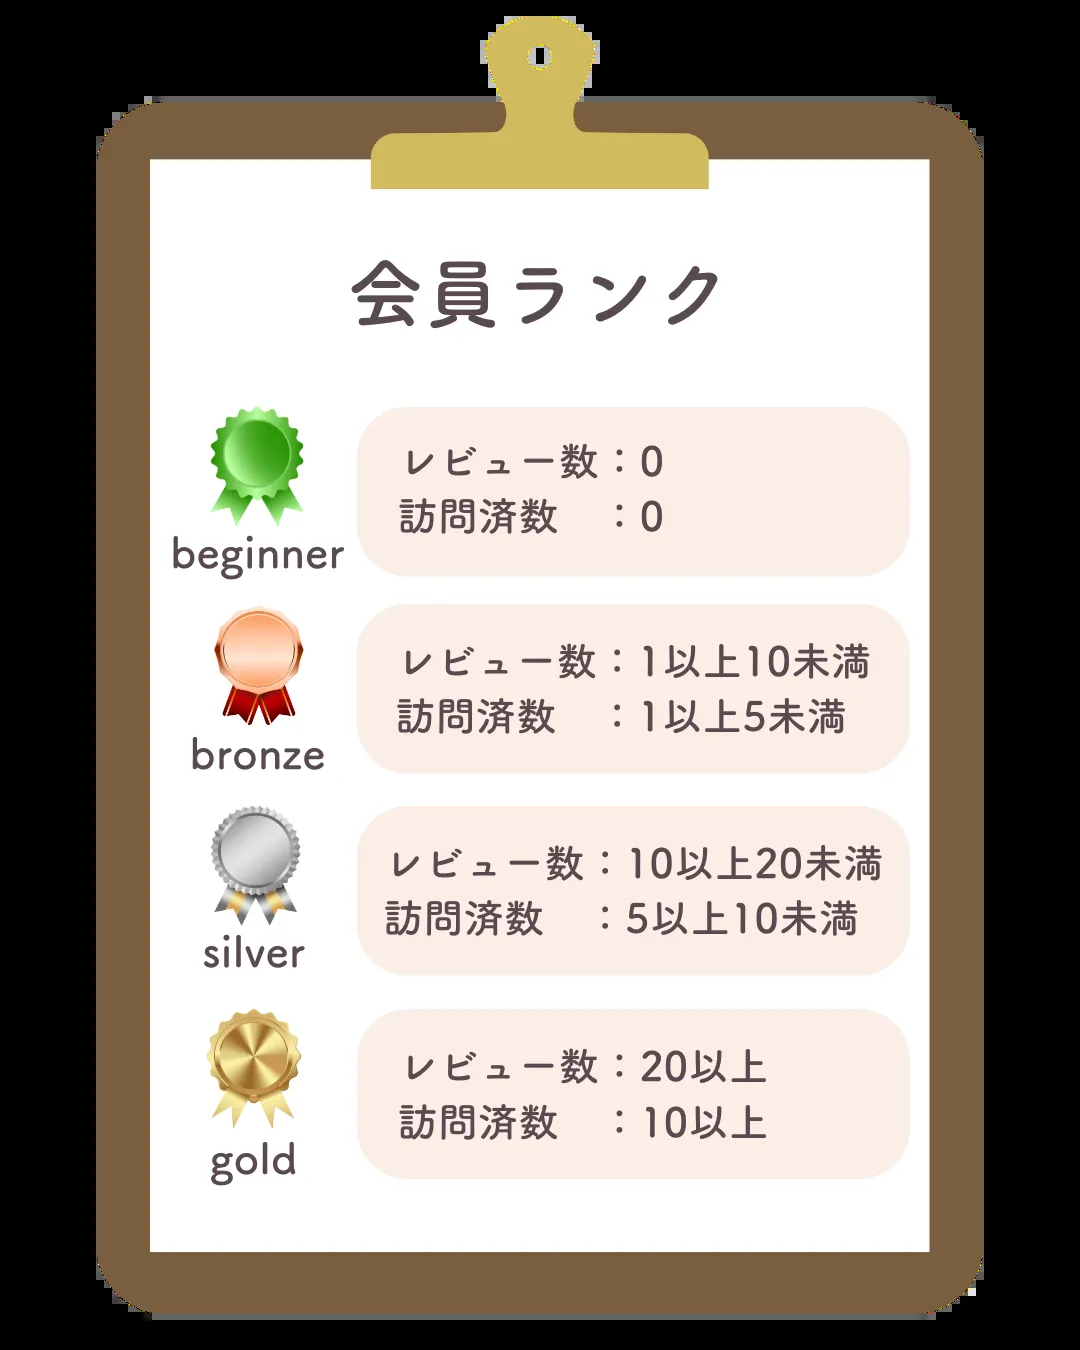 会員ランク
beginner
レビュー数：0
訪問済数　：0
bronze
レビュー数：1以上10未満
訪問済数　：1以上5未満
silver
レビュー数：10以上20未満
訪問済数　：5以上10未満
gold
レビュー数：20以上
訪問済数　：10以上